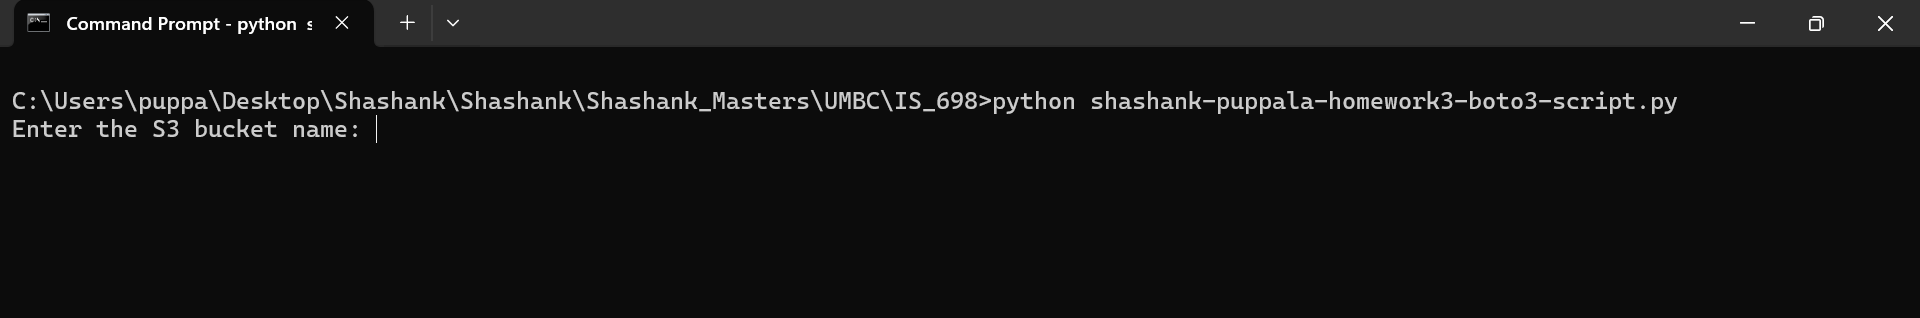 Command Prompt - python s
C:\Users\puppa\Desktop\Shashank\Shashank\Shashank_Masters\UMBC\IS_698>python shashank-puppala-homework3-boto3-script.py
Enter the S3 bucket name: